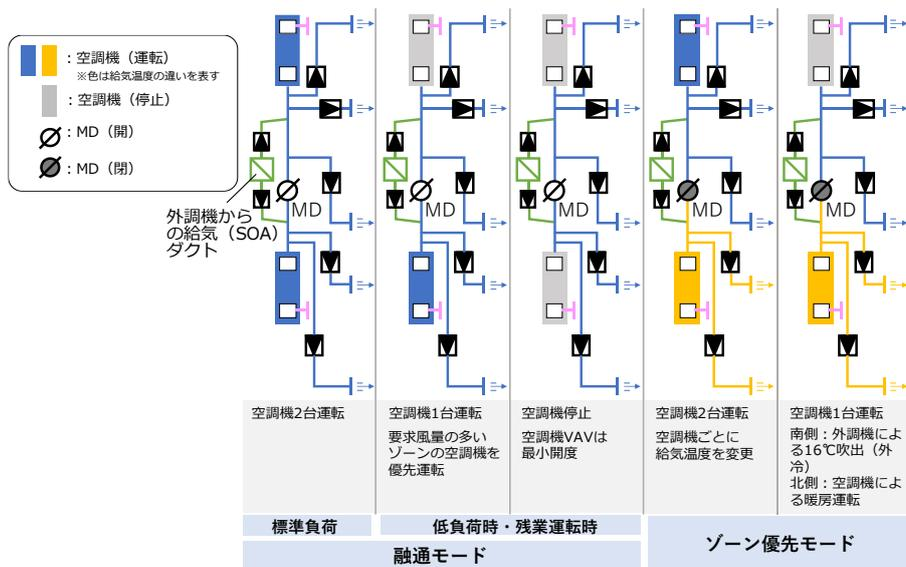 ：空調機（運転）
※色は給気温度の違いを表す
：空調機（停止）
：MD（開）
：MD（閉）
外調機から
の給気（SOA）
ダクト
MD
MD
MD
MD
MD
空調機2台運転
空調機1台運転
要求風量の多い
ゾーンの空調機を
優先運転
空調機停止
空調機VAVは
最小開度
空調機2台運転
空調機ごとに
給気温度を変更
空調機1台運転
南側：外調機によ
る16℃吹出（外
冷）
北側：空調機によ
る暖房運転
標準負荷
低負荷時・残業運転時
融通モード
ゾーン優先モード